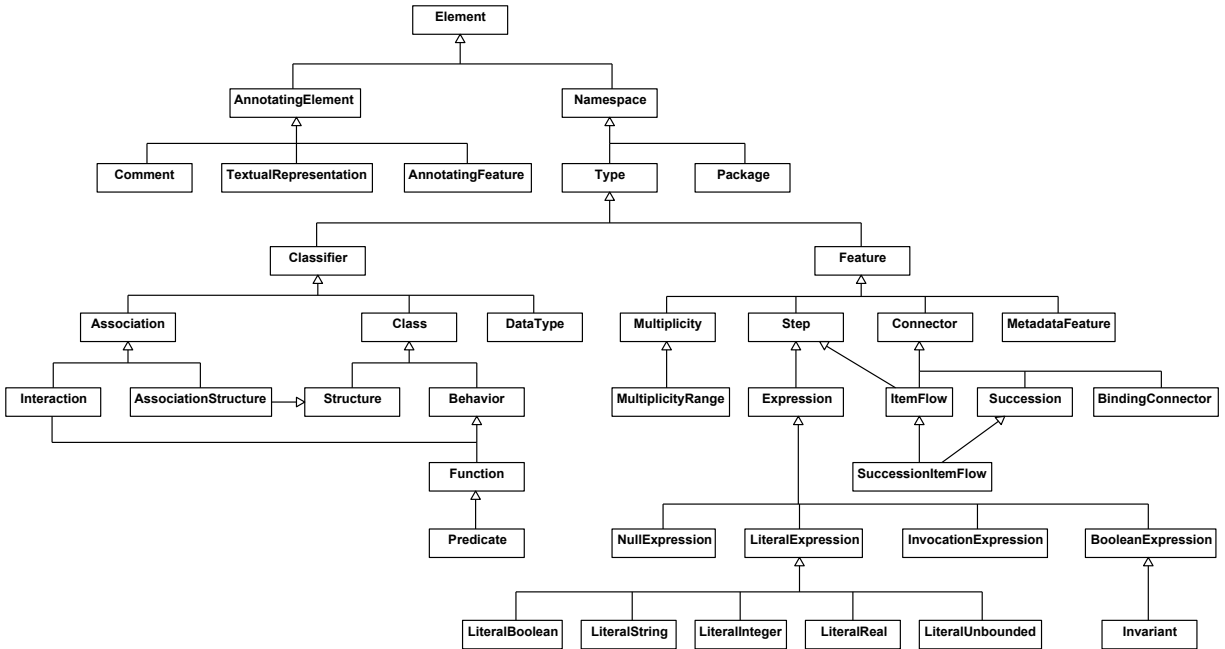 Element
AnnotatingElement
Namespace
Comment
TextualRepresentation
AnnotatingFeature
Type
Package
Classifier
Feature
Association
Class
DataType
Multiplicity
Step
Connector
MetadataFeature
Interaction
AssociationStructure
Structure
Behavior
MultiplicityRange
Expression
ItemFlow
Succession
BindingConnector
Function
SuccessionItemFlow
Predicate
NullExpression
LiteralExpression
InvocationExpression
BooleanExpression
LiteralBoolean
LiteralString
LiteralInteger
LiteralReal
LiteralUnbounded
Invariant